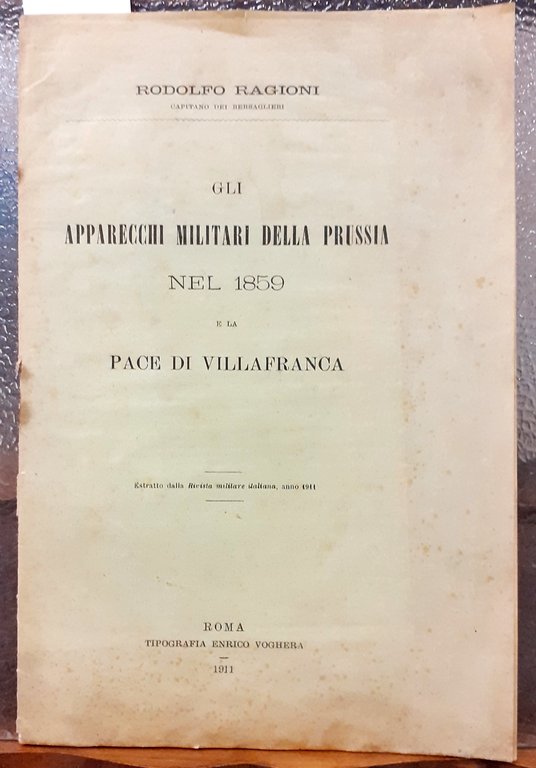 RODOLFO RAGIONI
CAPITANO DEI BERSAGLIERI
GLI
APPARECCHI MILITARI DELLA PRUSSIA
NEL 1859
E LA
PACE DI VILLAFRANCA
Estratto dalla Rivista militare italiana, anno 1911
ROMA
TIPOGRAFIA ENRICO VOGHERA
1911